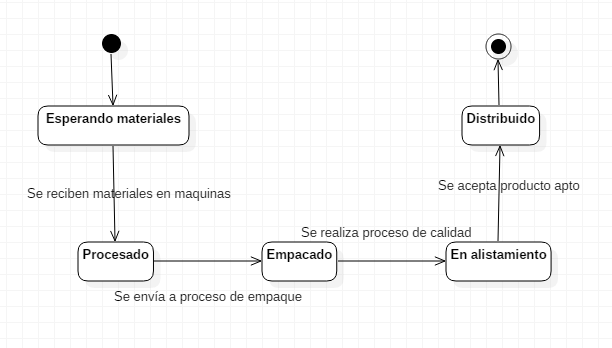 Esperando materiales
Distribuido
Se reciben materiales en maquinas
Se acepta producto apto
Se realiza proceso de calidad
Procesado
Empacado
En alistamiento
Se envía a proceso de empaque